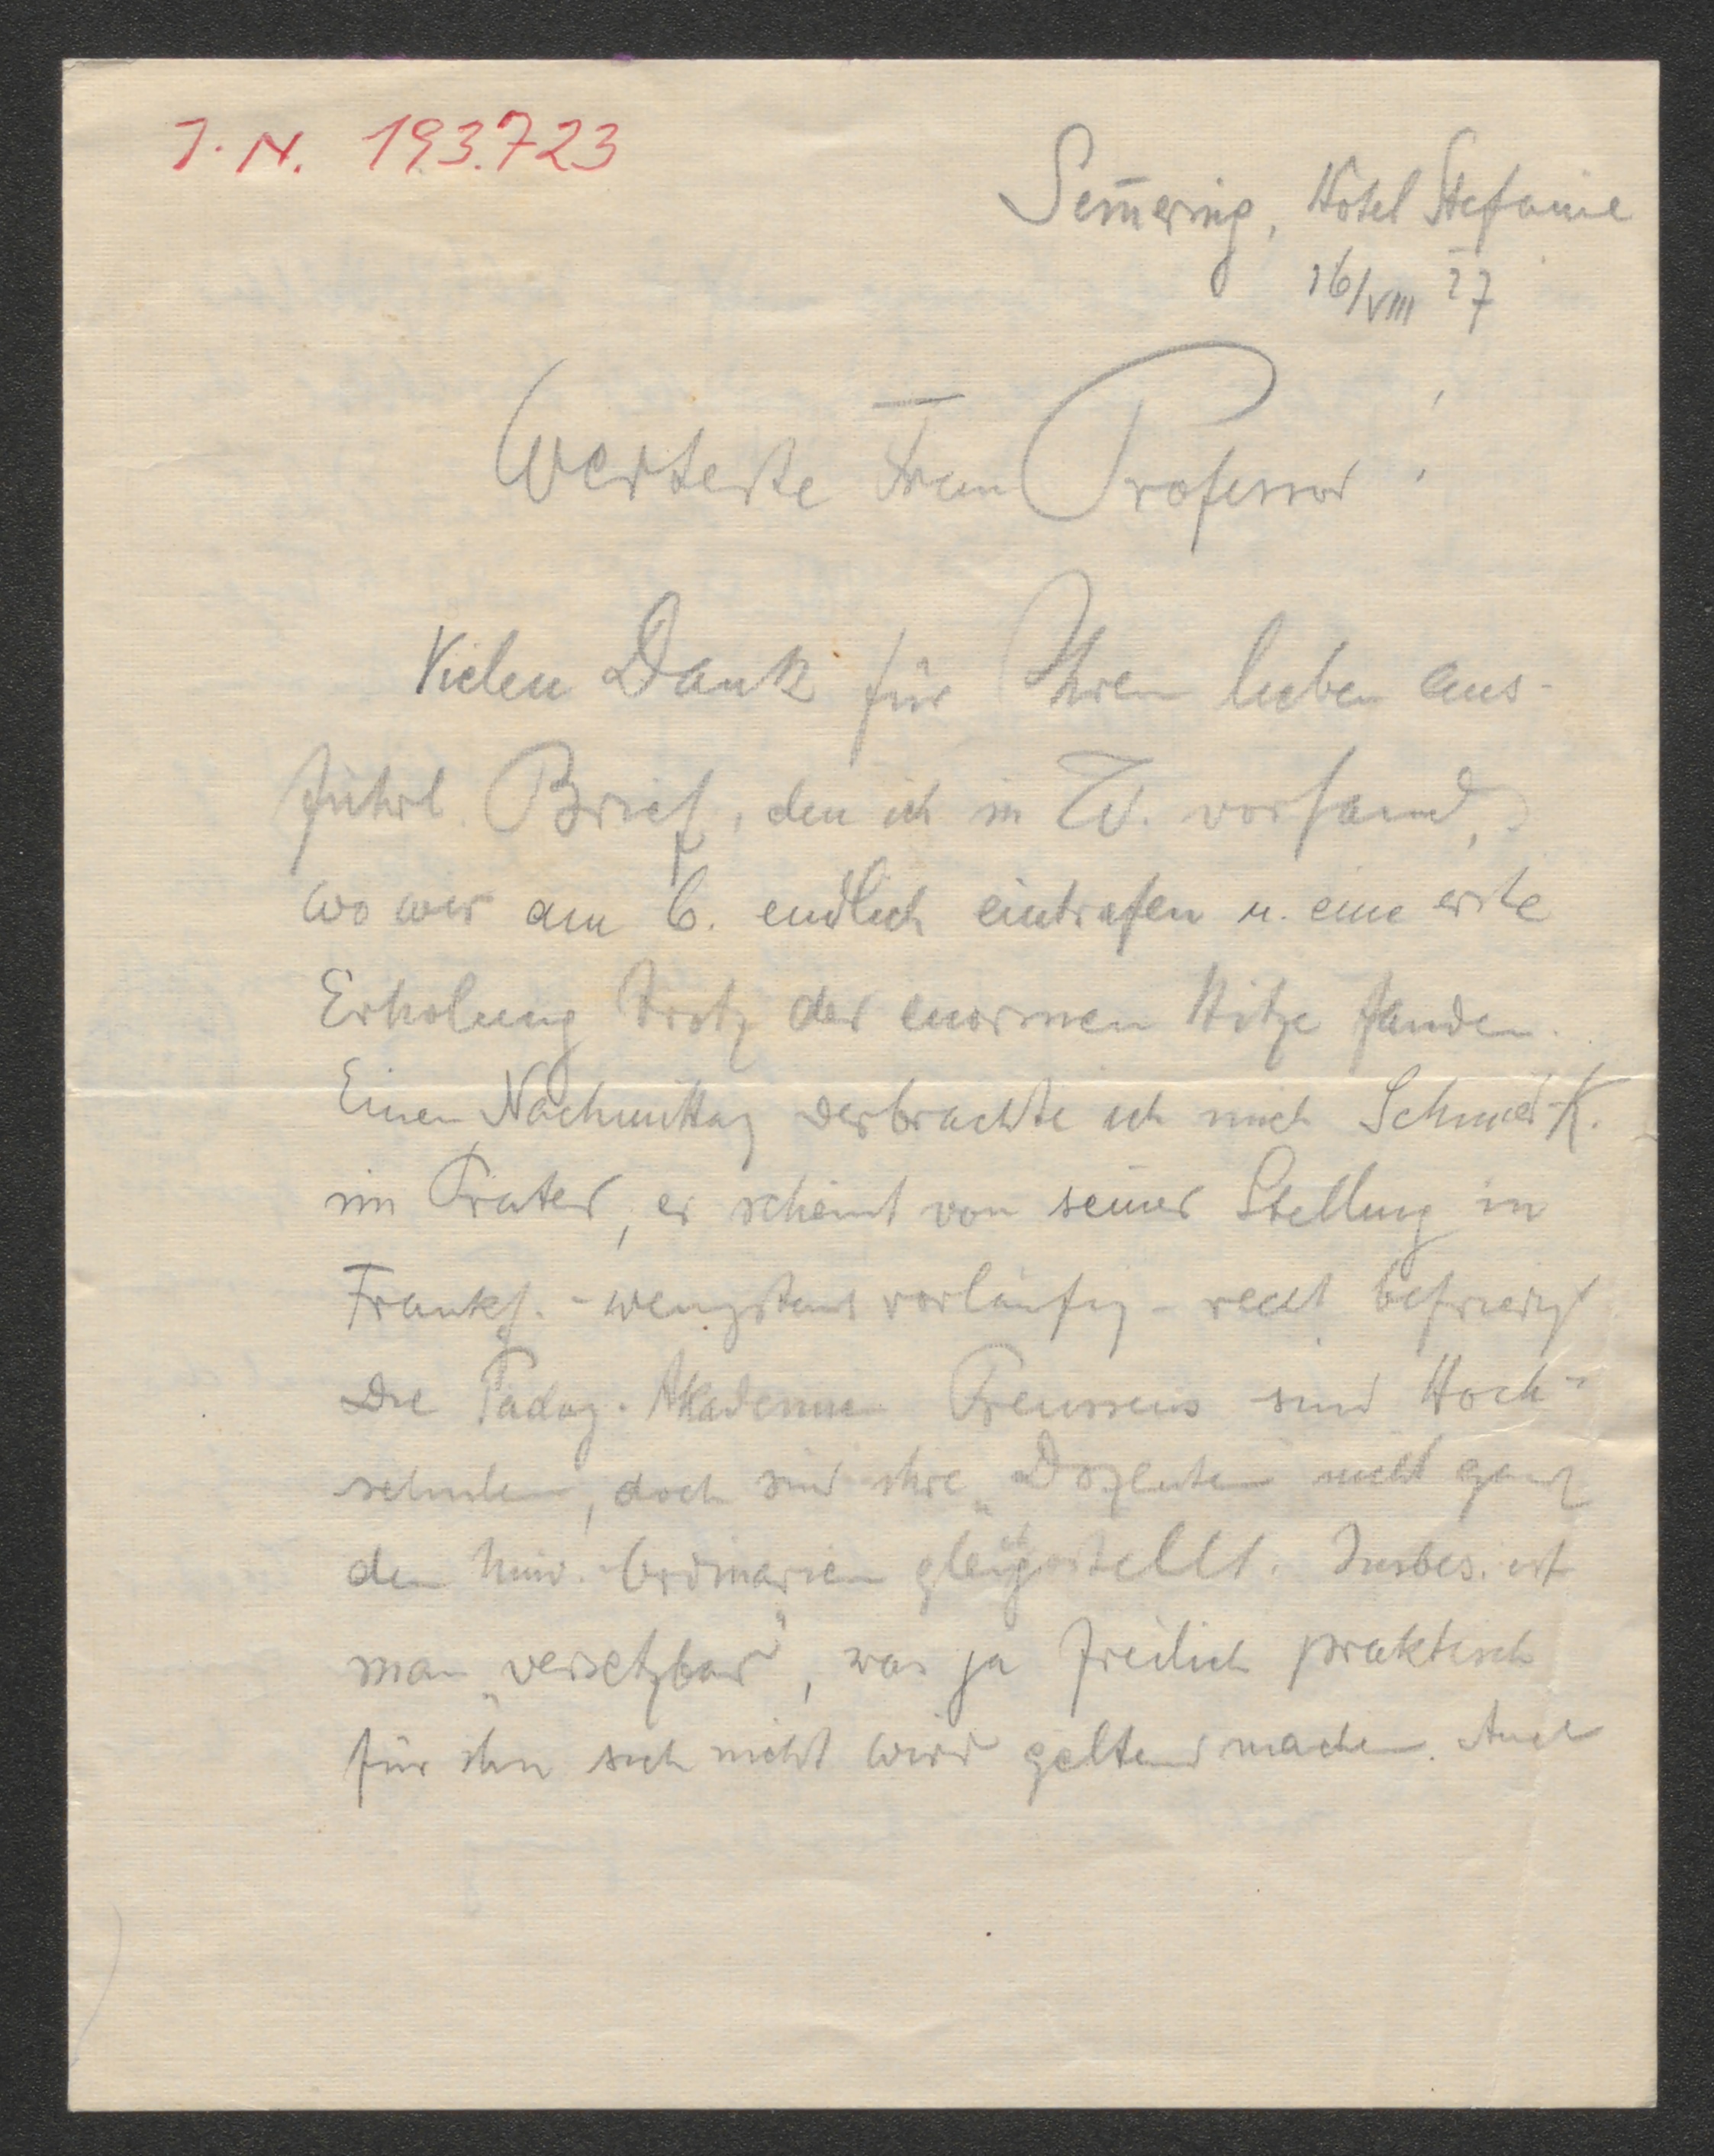 J. N. 193.723
Sem̄ering, Hotel Stefanie
16/VIII 27
Werteste Frau Professor!
Vielen Dank für Ihren lieben aus-
führl. Brief, den ich in W. vorfand,
wo wir am 6. endlich eintrafen u. eine erste
Erholung trotz der enormen Hitze fanden.
Einen Nachmittag verbrachte ich mich Schmid K.
im Prater, er scheint von seiner Stellung in
Frankf. - wenigstens vorläufig - recht befriedigt
Die Pädag. Akademien Preussens sind Hoch-
schulen, doch sind ihre „Dozenten nicht ganz
den Univ.-Ordinarien gleichgestellt. Insbes. ist
man „versetzbar", was ja freilich praktisch
für ihn sich nicht wird geltend machen. Auch